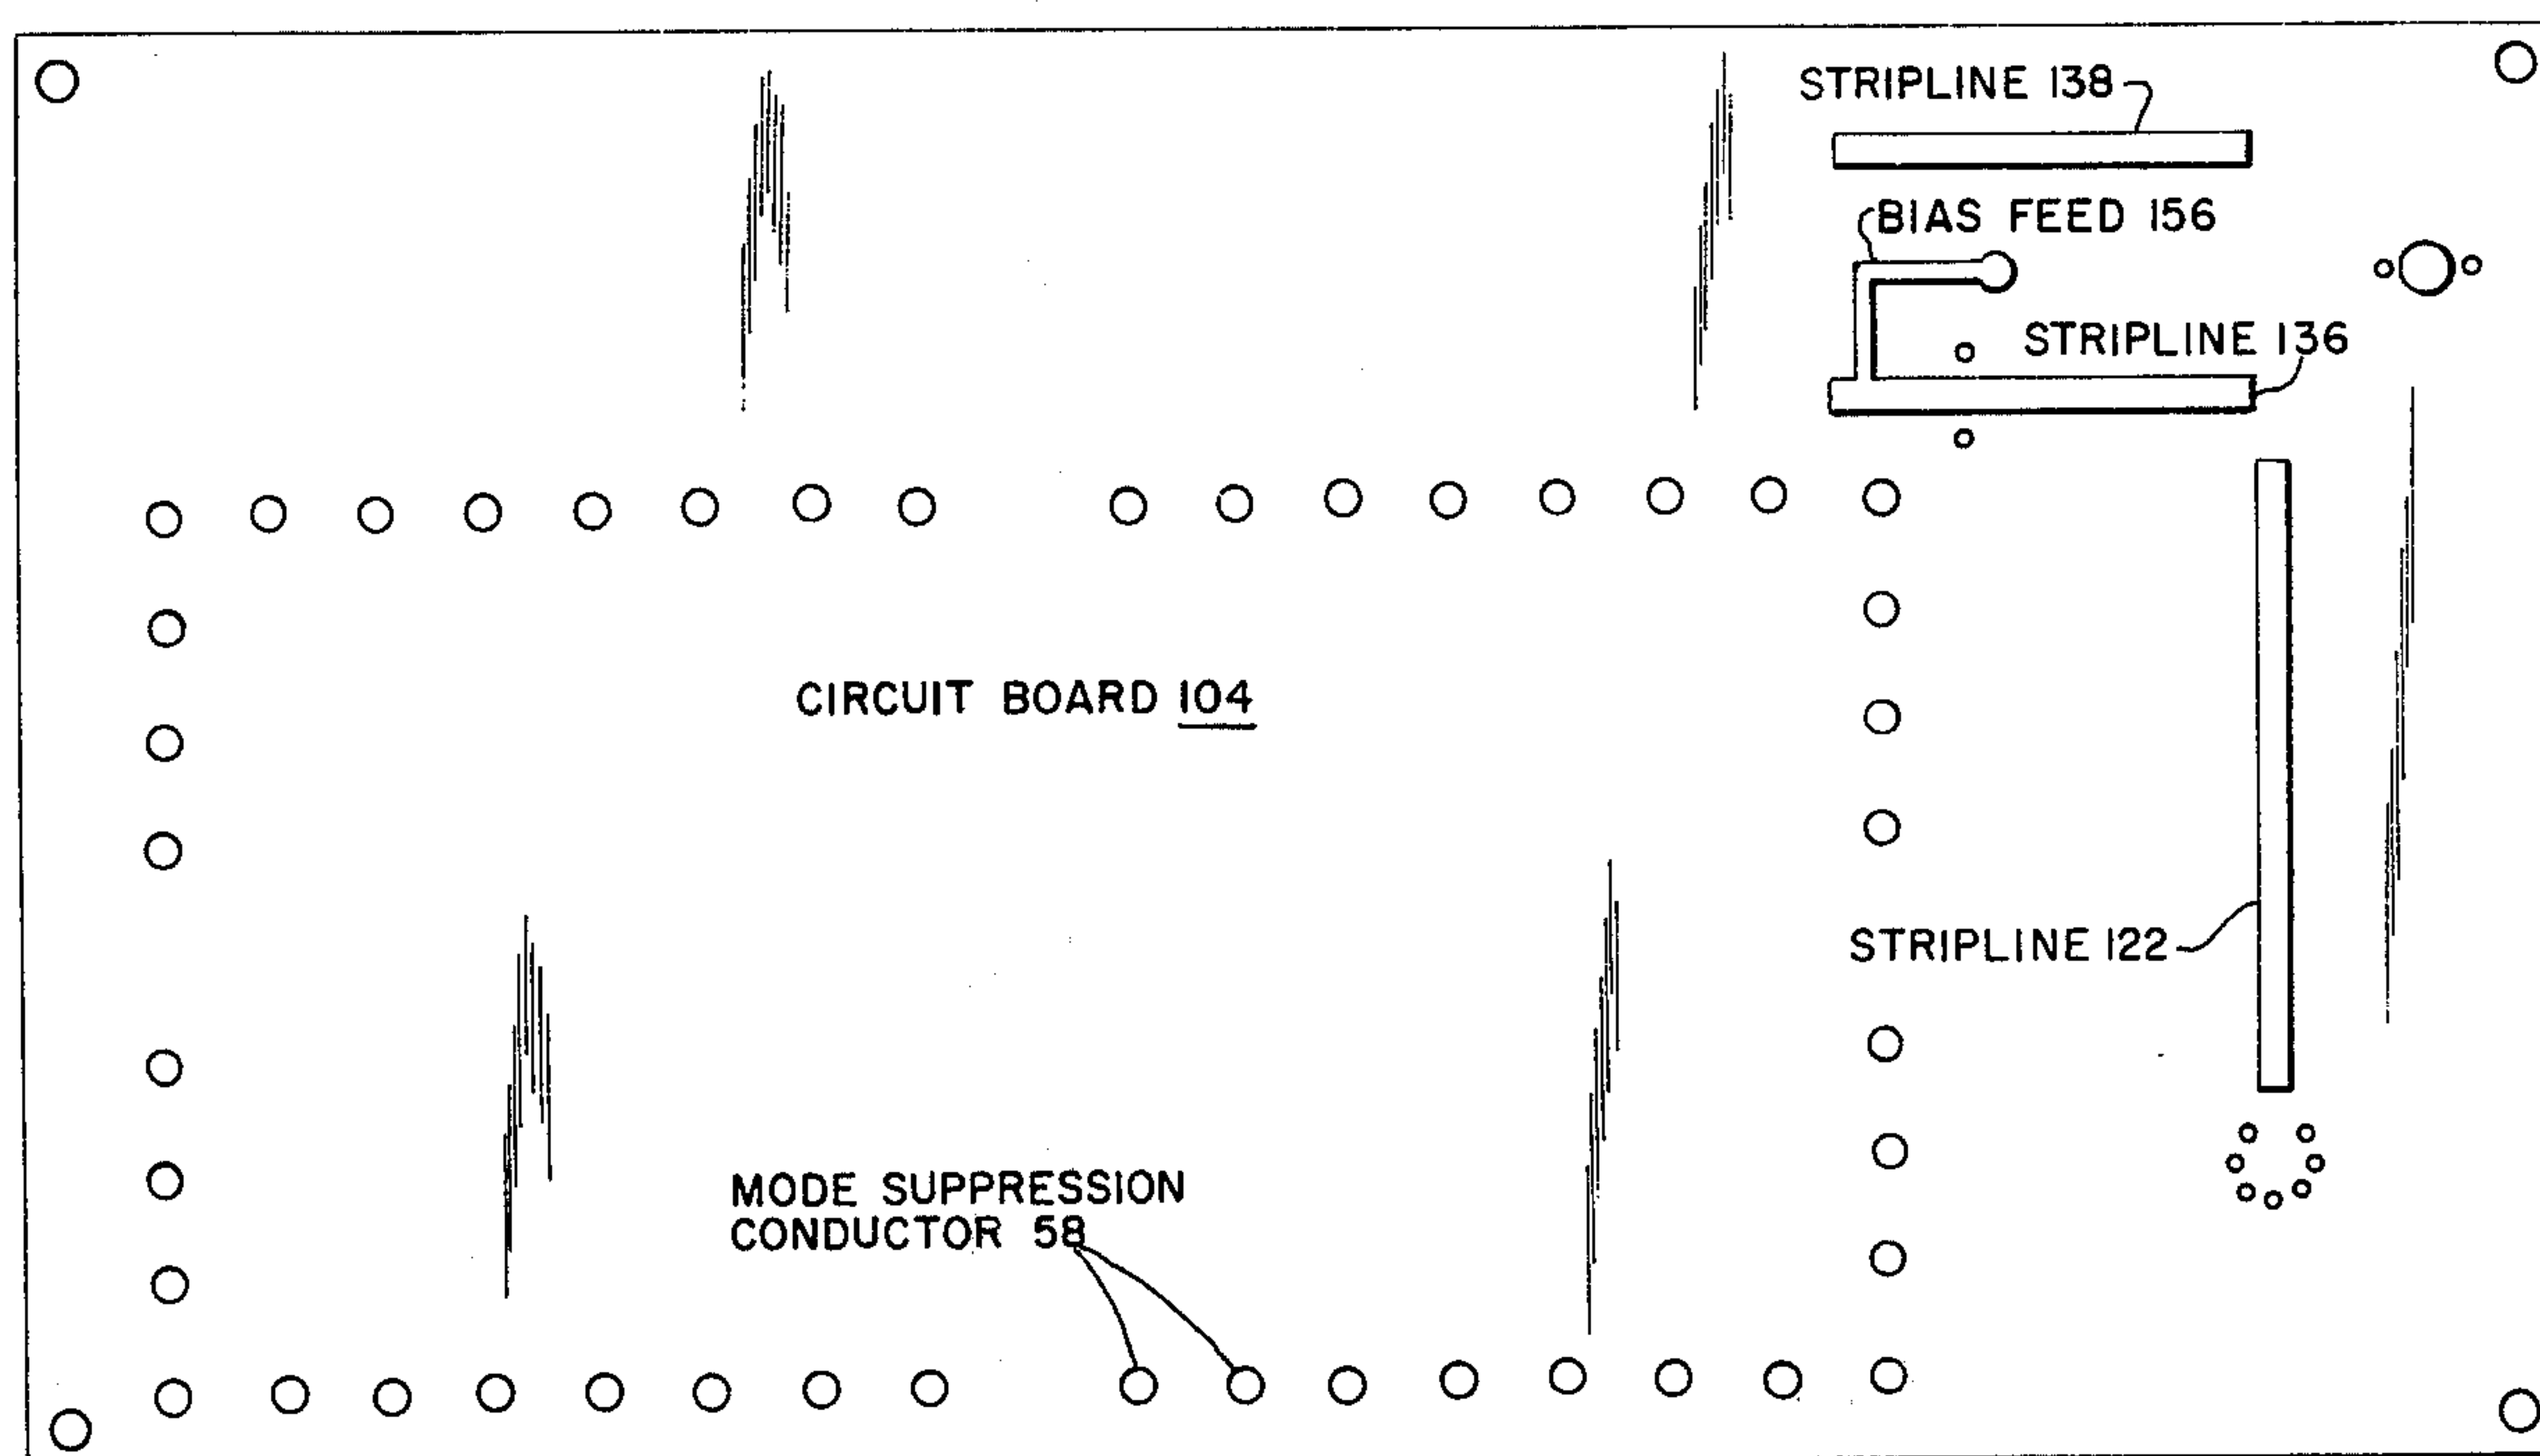 STRIPLINE 138
BIAS FEED 156
STRIPLINE 136
CIRCUIT BOARD 104
STRIPLINE 122
MODE SUPPRESSION
CONDUCTOR 58